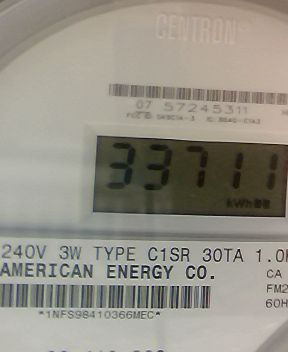 CENTRON
07 57245311
33711
kWh
240V 3W TYPE C1SR 30TA 1.0
AMERICAN ENERGY CO.
CA
FM2
60H
*1NFS98410366MEC*